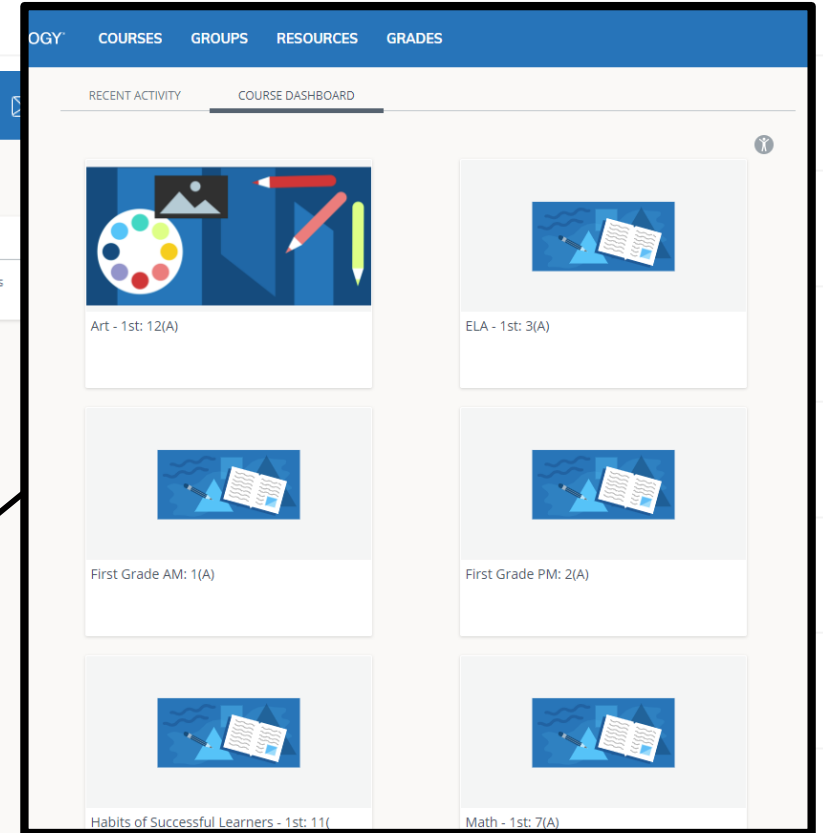 OGY COURSES GROUPS RESOURCES GRADES
RECENT ACTIVITY COURSE DASHBOARD
Art - 1st: 12(A)
ELA - 1st: 3(A)
First Grade AM: 1(A)
First Grade PM: 2(A)
Habits of Successful Learners - 1st: 11(
Math - 1st: 7(A)